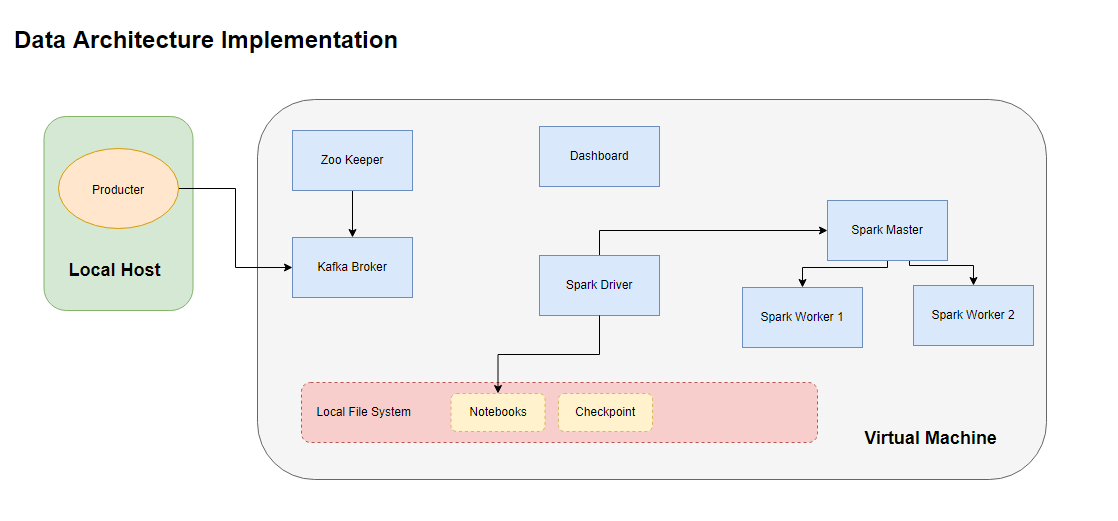 Data Architecture Implementation
Producter
Local Host
Zoo Keeper
Kafka Broker
Dashboard
Spark Driver
Spark Master
Spark Worker 1
Spark Worker 2
Local File System
Notebooks
Checkpoint
Virtual Machine